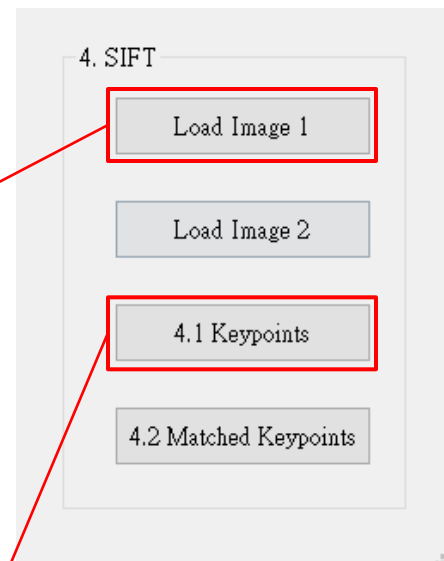 4. SIFT
Load Image 1
Load Image 2
4.1 Keypoints
4.2 Matched Keypoints